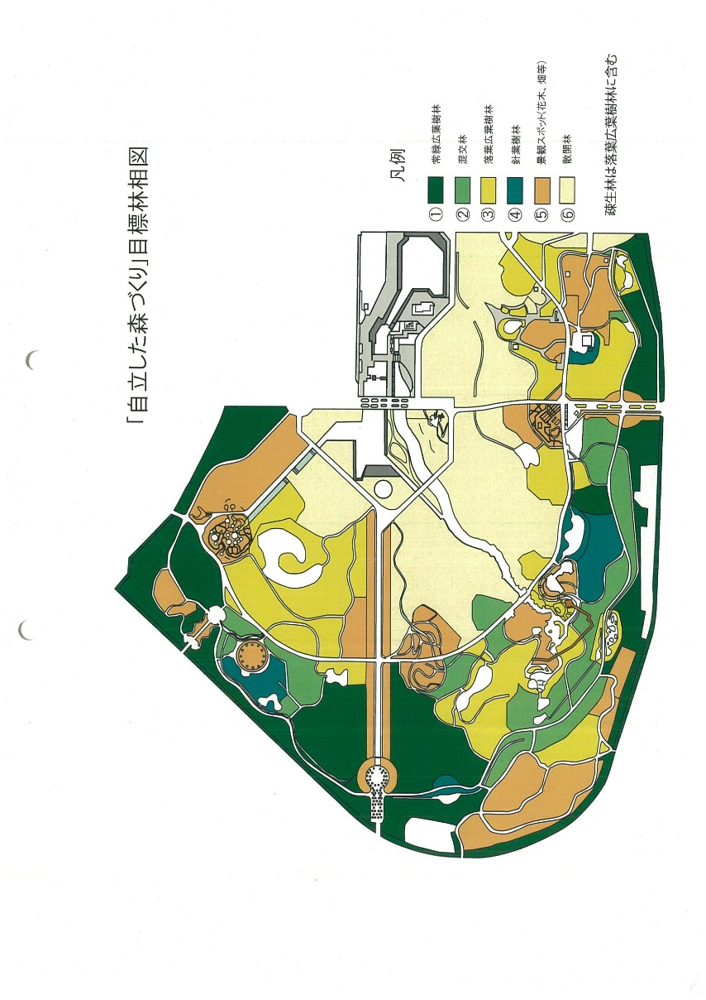 「自立した森づくり」目標林相図
凡例
① 常緑広葉樹林
② 混交林
③ 落葉広葉樹林
④ 針葉樹林
⑤ 景観スポット(花木、畑等)
⑥ 散開林
疎生林は落葉広葉樹林に含む